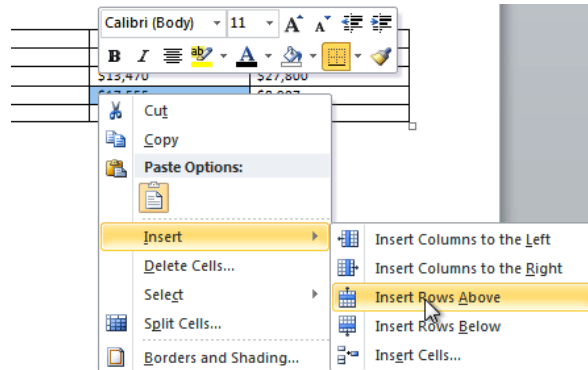 Calibri (Body) 11 A A
B I ab A
$13,470 $27,800
Cut
Copy
Paste Options:
Insert
Delete Cells...
Select
Split Cells...
Borders and Shading...
Insert Columns to the Left
Insert Columns to the Right
Insert Rows Above
Insert Rows Below
Insert Cells...